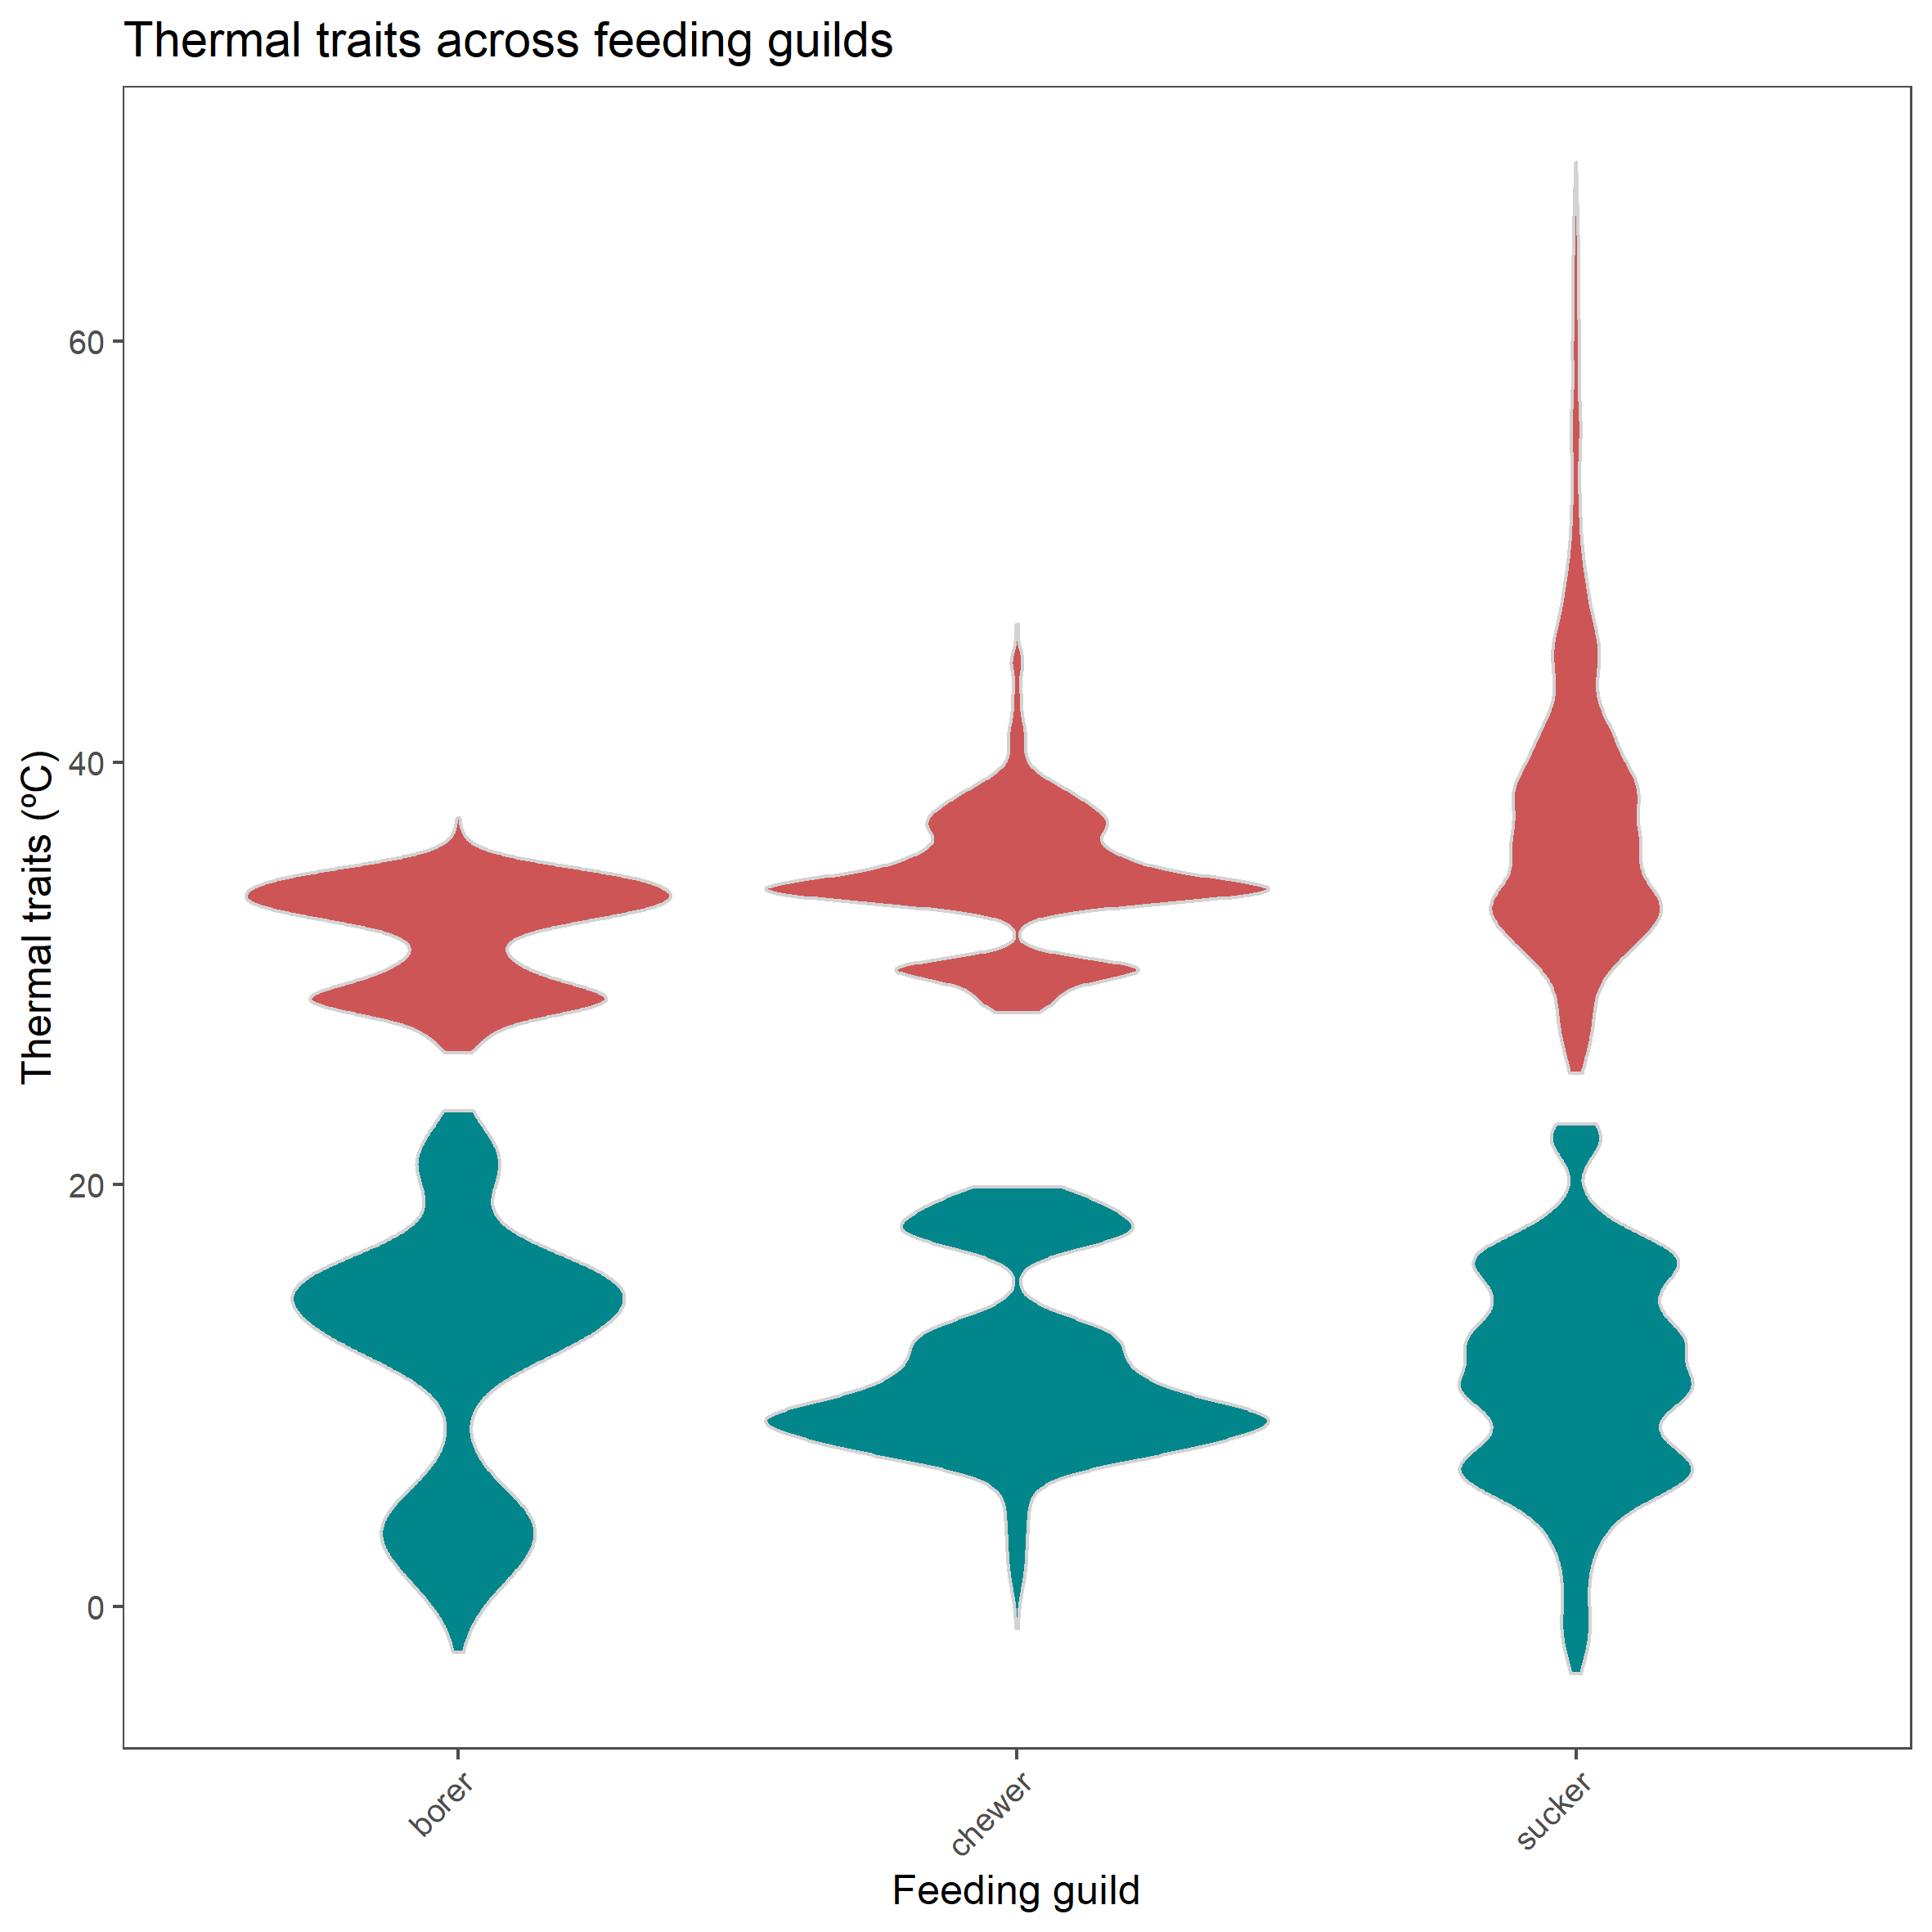 Thermal traits across feeding guilds
Thermal traits (ºC)
60
40
20
0
borer
chewer
sucker
Feeding guild